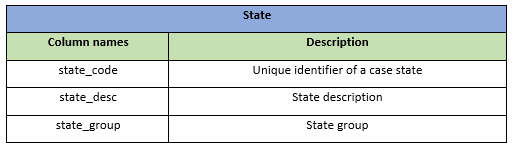 State
Column names Description
state_code Unique identifier of a case state
state_desc State description
state_group State group